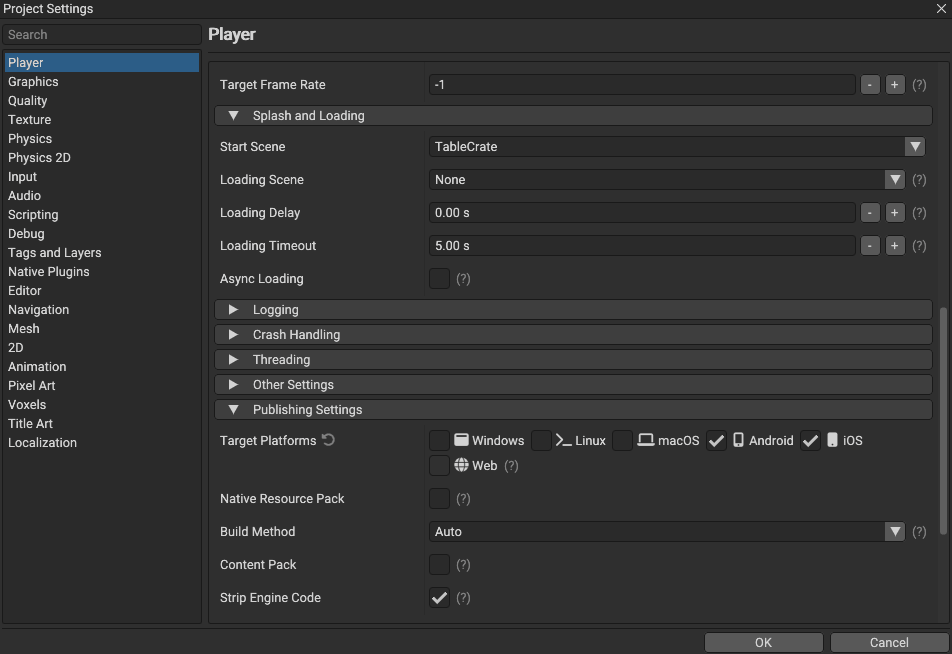 Project Settings
Search
Player
Player
Graphics
Quality
Texture
Physics
Physics 2D
Input
Audio
Scripting
Debug
Tags and Layers
Native Plugins
Editor
Navigation
Mesh
2D
Animation
Pixel Art
Voxels
Title Art
Localization
Target Frame Rate -1 - + (?)
Splash and Loading
Start Scene TableCrate
Loading Scene None (?)
Loading Delay 0.00 s - + (?)
Loading Timeout 5.00 s - + (?)
Async Loading (?)
Logging
Crash Handling
Threading
Other Settings
Publishing Settings
Target Platforms Windows Linux macOS Android iOS
Web (?)
Native Resource Pack (?)
Build Method Auto (?)
Content Pack (?)
Strip Engine Code (?)
OK Cancel